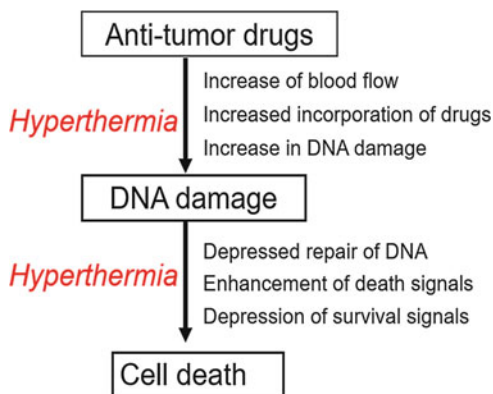 Anti-tumor drugs
Increase of blood flow
Hyperthermia
Increased incorporation of drugs
Increase in DNA damage
DNA damage
Depressed repair of DNA
Hyperthermia
Enhancement of death signals
Depression of survival signals
Cell death